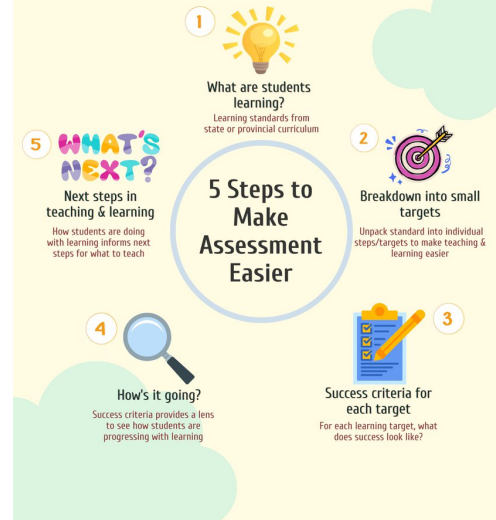 1
What are students
learning?
Learning standards from
state or provincial curriculum
2
Breakdown into small
targets
Unpack standard into individual
steps/targets to make teaching &
learning easier
3
Success criteria for
each target
For each learning target, what
does success look like?
4
How's it going?
Success criteria provides a lens
to see how students are
progressing with learning
5
WHAT'S
NEXT?
Next steps in
teaching & learning
How students are doing
with learning informs next
steps for what to teach
5 Steps to
Make
Assessment
Easier